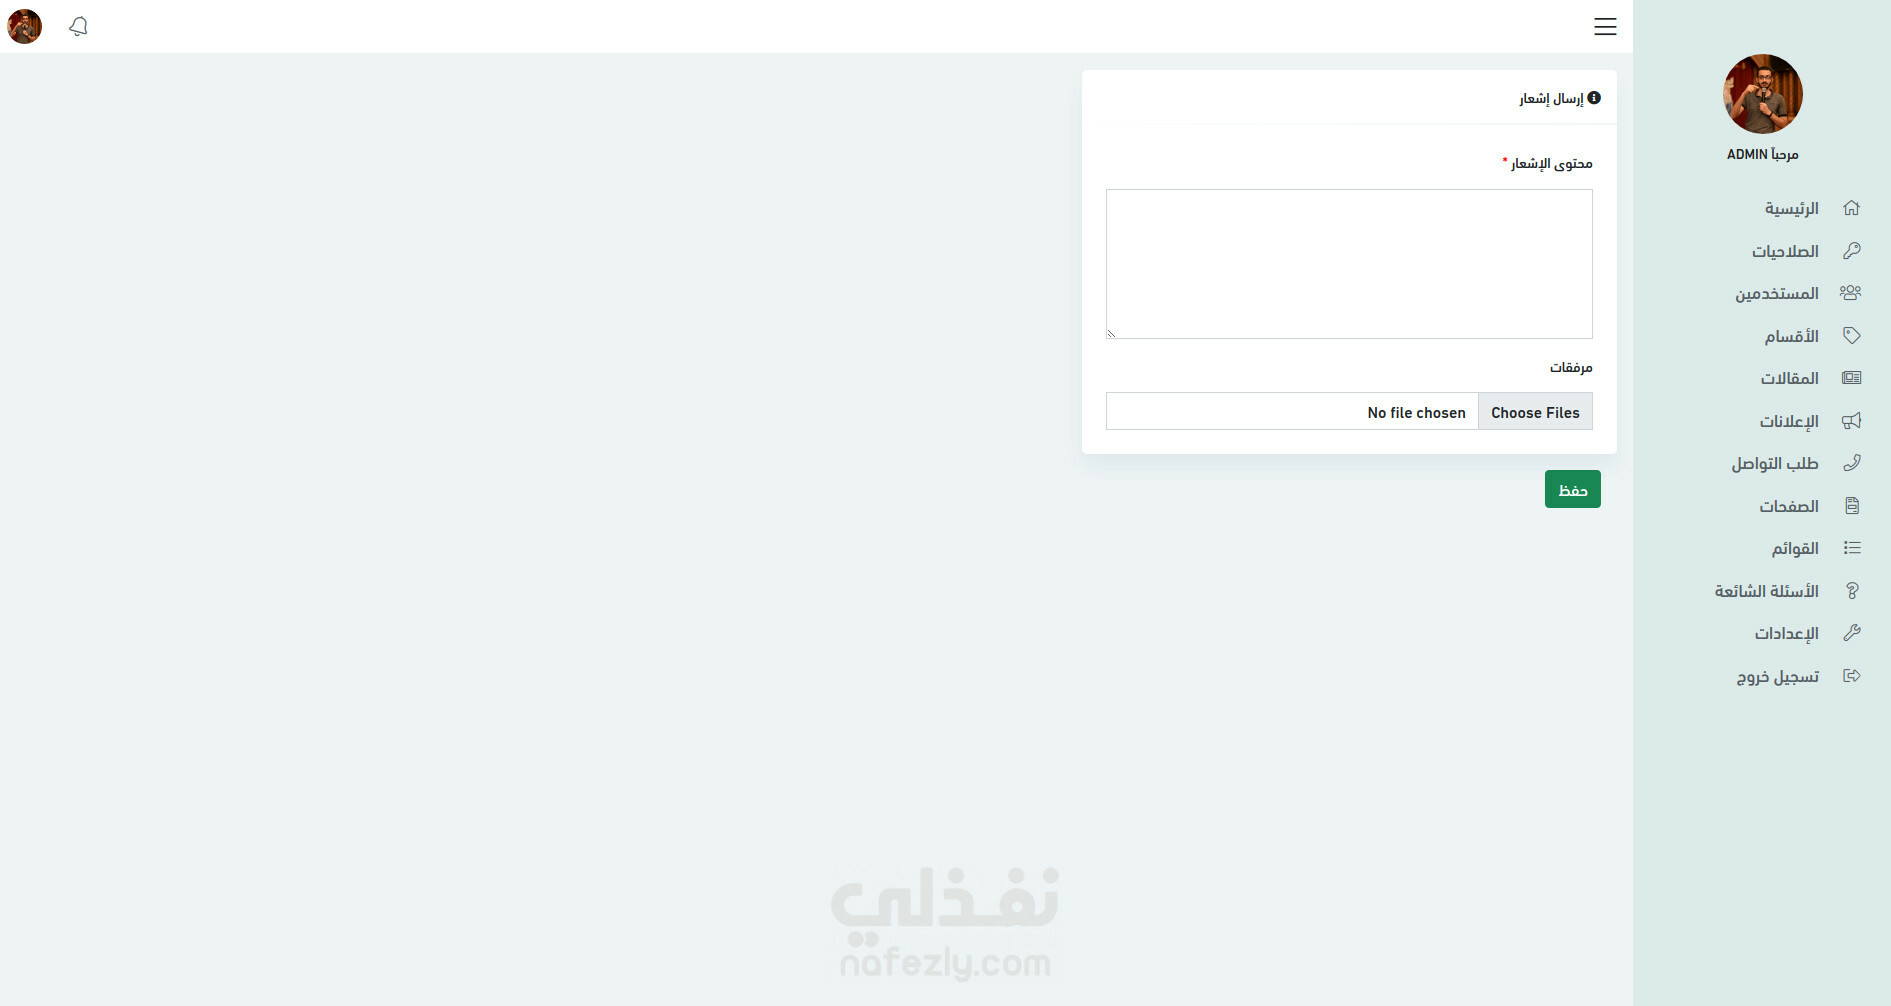 مرحباً ADMIN
الرئيسية
الصلاحيات
المستخدمين
الأقسام
المقالات
الإعلانات
طلب التواصل
الصفحات
القوائم
الأسئلة الشائعة
الإعدادات
تسجيل خروج
إرسال إشعار
محتوى الإشعار *
مرفقات
Choose Files No file chosen
حفظ
نفذلي
nafezly.com